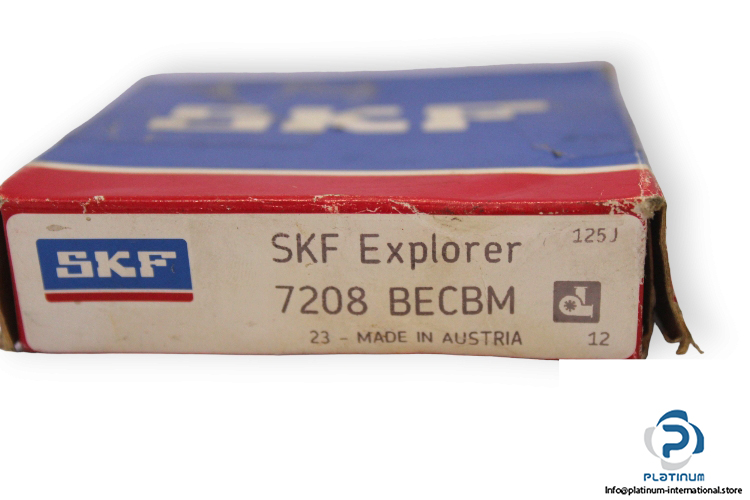 SKF
SKF
SKF Explorer
125J
7208 BECBM
23 - MADE IN AUSTRIA
12
PLATINUM
Info@platinum-international.store